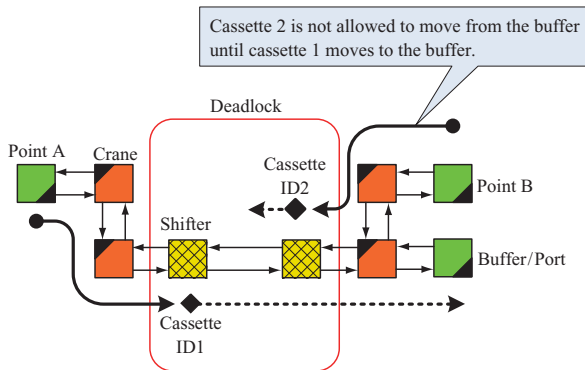 Cassette 2 is not allowed to move from the buffer
until cassette 1 moves to the buffer.
Deadlock
Point A
Crane
Cassette
ID2
Point B
Shifter
Buffer/Port
Cassette
ID1